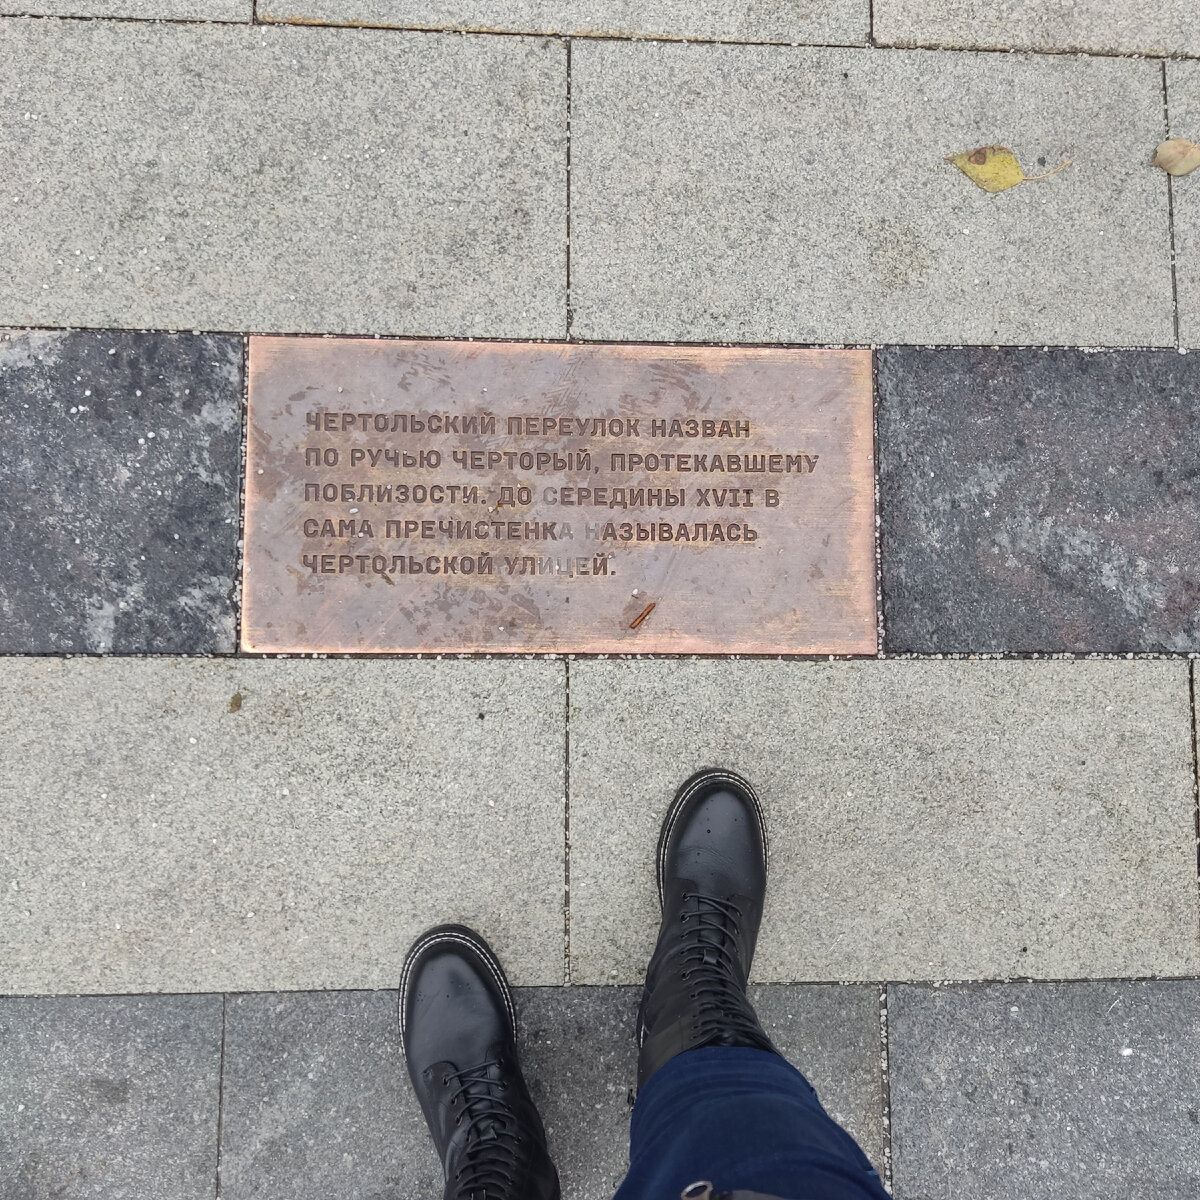 ЧЕРТОЛЬСКИЙ ПЕРЕУЛОК НАЗВАН
ПО РУЧЬЮ ЧЕРТОРЫЙ, ПРОТЕКАВШЕМУ
ПОБЛИЗОСТИ. ДО СЕРЕДИНЫ XVII В
САМА ПРЕЧИСТЕНКА НАЗЫВАЛАСЬ
ЧЕРТОЛЬСКОЙ УЛИЦЕЙ.